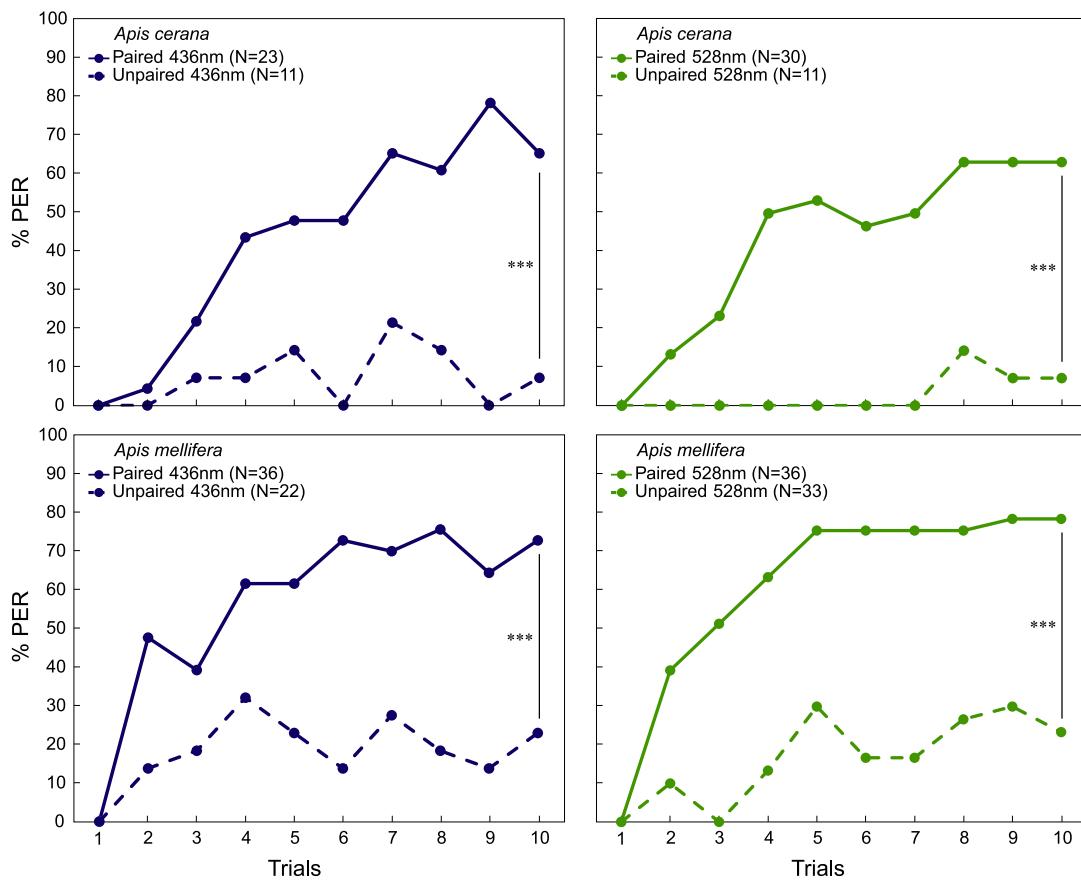 100
90
80
70
60
50
40
30
20
10
0
% PER
Apis cerana
Paired 436nm (N=23)
Unpaired 436nm (N=11)
***
Apis cerana
Paired 528nm (N=30)
Unpaired 528nm (N=11)
***
100
90
80
70
60
50
40
30
20
10
0
% PER
Apis mellifera
Paired 436nm (N=36)
Unpaired 436nm (N=22)
***
1 2 3 4 5 6 7 8 9 10
Trials
Apis mellifera
Paired 528nm (N=36)
Unpaired 528nm (N=33)
***
1 2 3 4 5 6 7 8 9 10
Trials